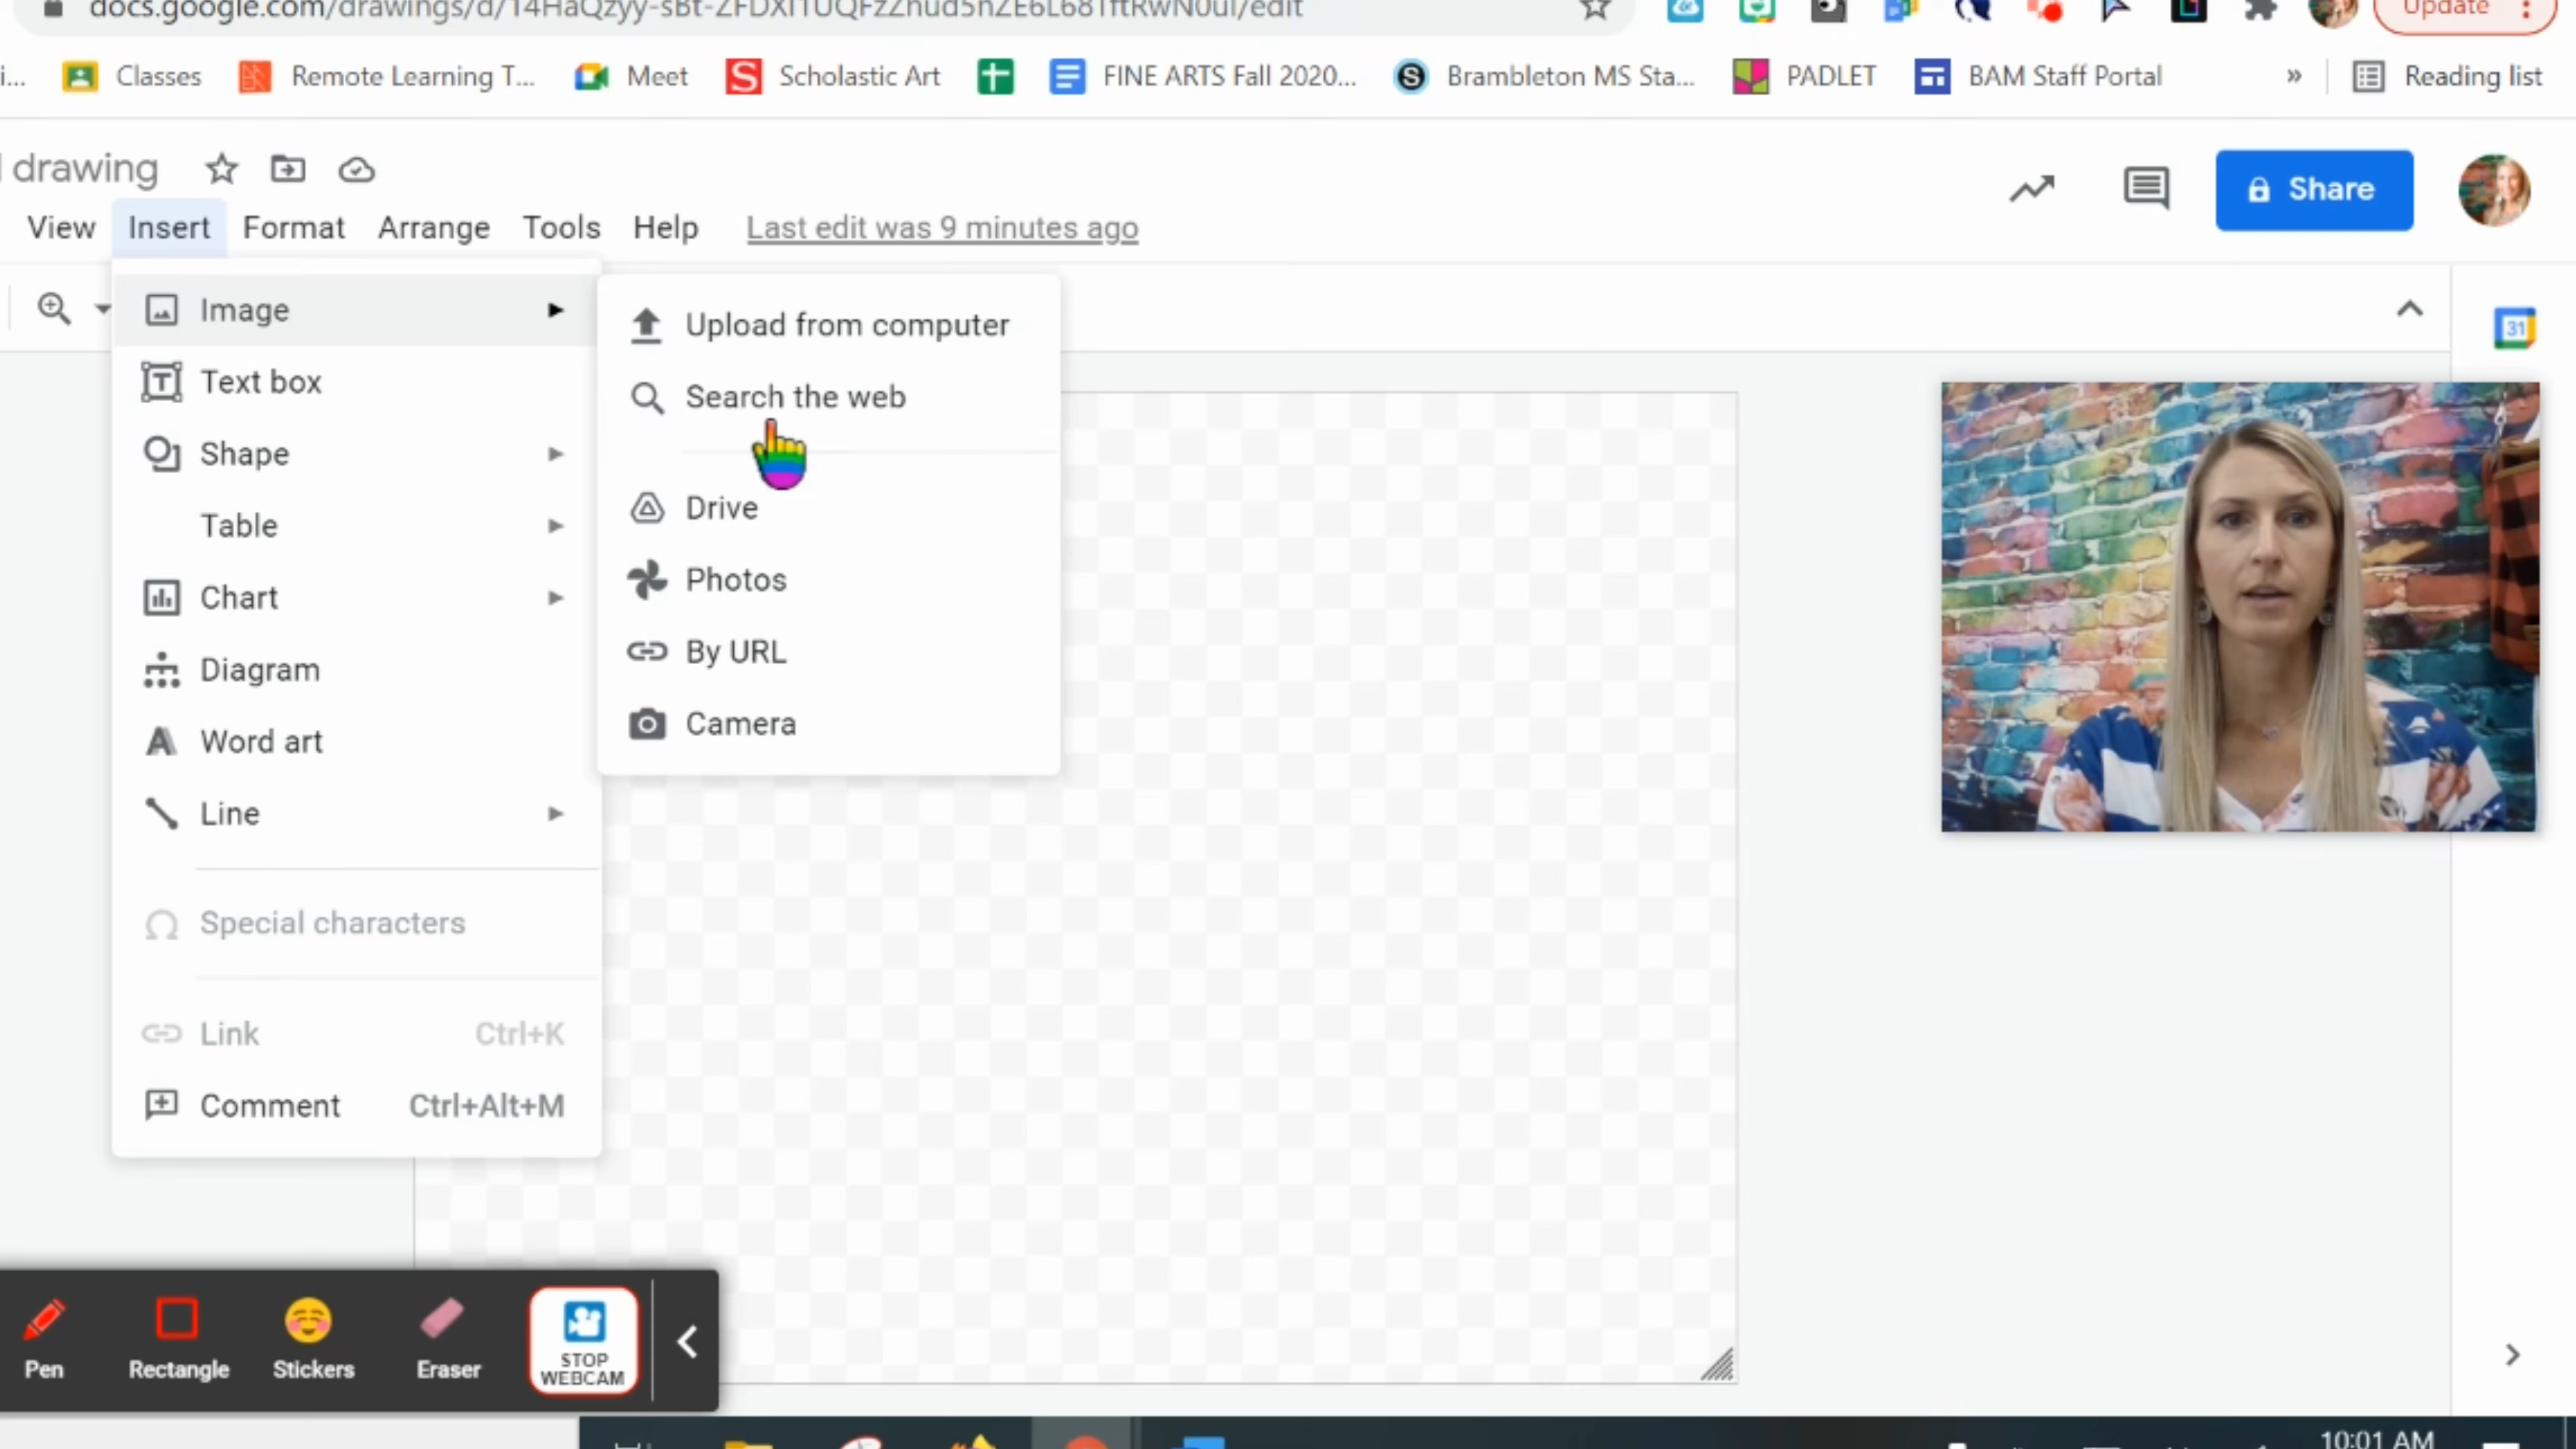 Update
Classes
Remote Learning T...
Meet
Scholastic Art
FINE ARTS Fall 2020...
Brambleton MS Sta...
PADLET
BAM Staff Portal
»
Reading list
drawing
Share
View Insert Format Arrange Tools Help Last edit was 9 minutes ago
Image
Upload from computer
31
Text box
Search the web
Shape
Table
Drive
Chart
Photos
Diagram
By URL
Word art
Camera
Line
Special characters
Link Ctrl+K
Comment Ctrl+Alt+M
Pen
Rectangle
Stickers
Eraser
STOP
WEBCAM
10:01 AM